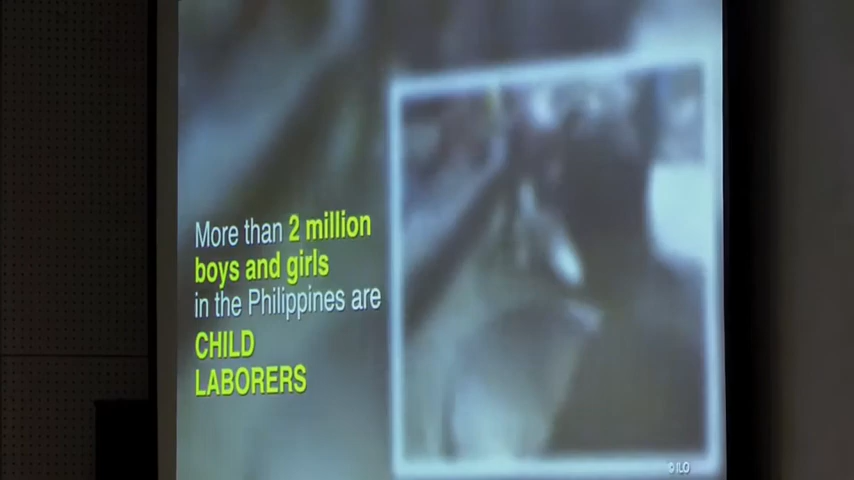 More than 2 million
boys and girls
in the Philippines are
CHILD
LABORERS
© ILO